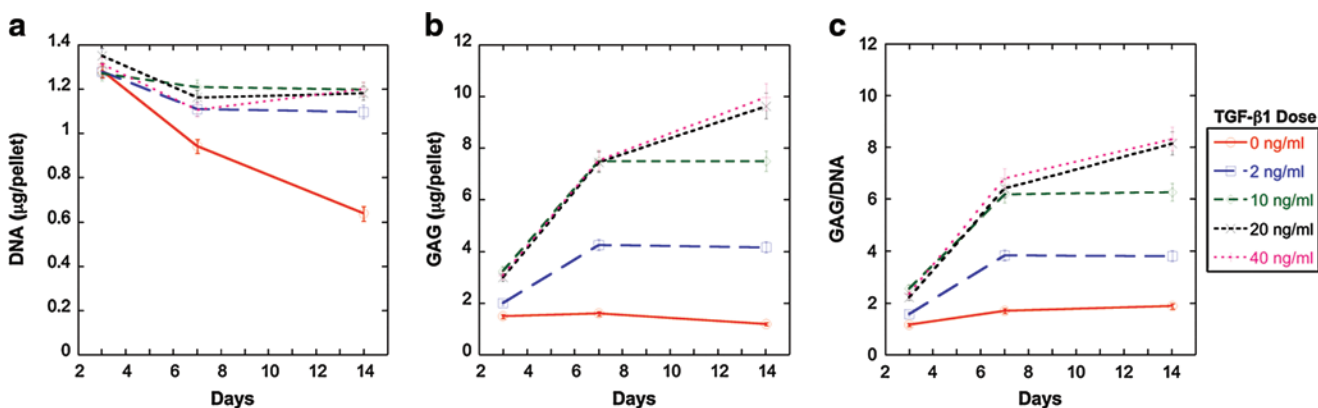 a
DNA (μg/pellet)
1.4
1.2
1
0.8
0.6
0.4
0.2
0
2 4 6 8 10 12 14
Days
b
GAG (μg/pellet)
12
10
8
6
4
2
0
2 4 6 8 10 12 14
Days
c
GAG/DNA
12
10
8
6
4
2
0
2 4 6 8 10 12 14
Days
TGF-β1 Dose
0 ng/ml
2 ng/ml
10 ng/ml
20 ng/ml
40 ng/ml